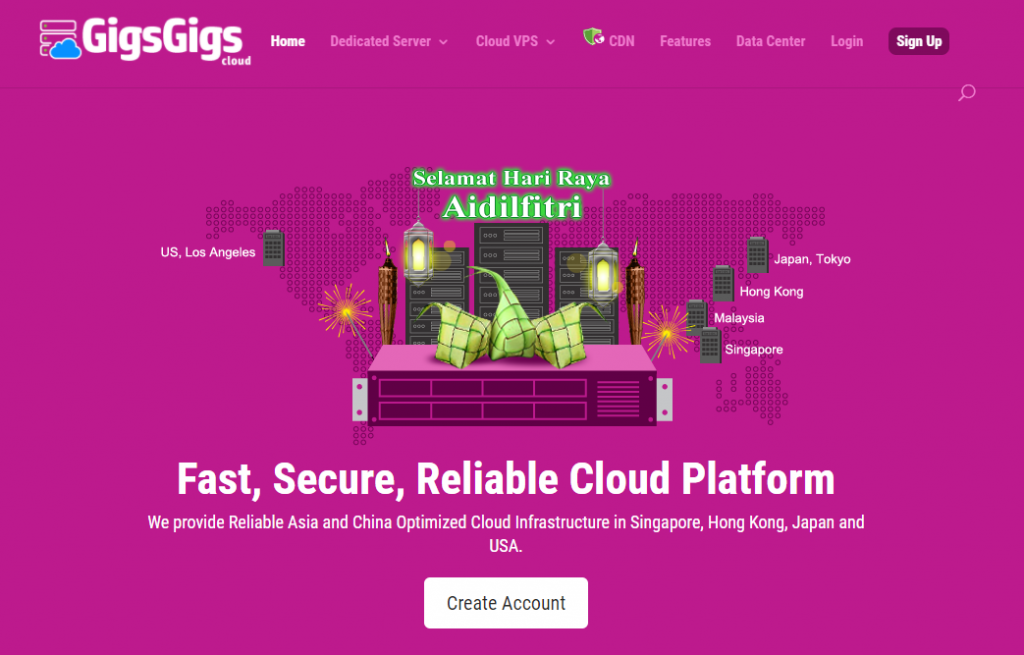 GigsGigs
cloud
Home
Dedicated Server
Cloud VPS
CDN
Features
Data Center
Login
Sign Up
Selamat Hari Raya
Aidilfitri
US, Los Angeles
Japan, Tokyo
Hong Kong
Malaysia
Singapore
Fast, Secure, Reliable Cloud Platform
We provide Reliable Asia and China Optimized Cloud Infrastructure in Singapore, Hong Kong, Japan and
USA.
Create Account